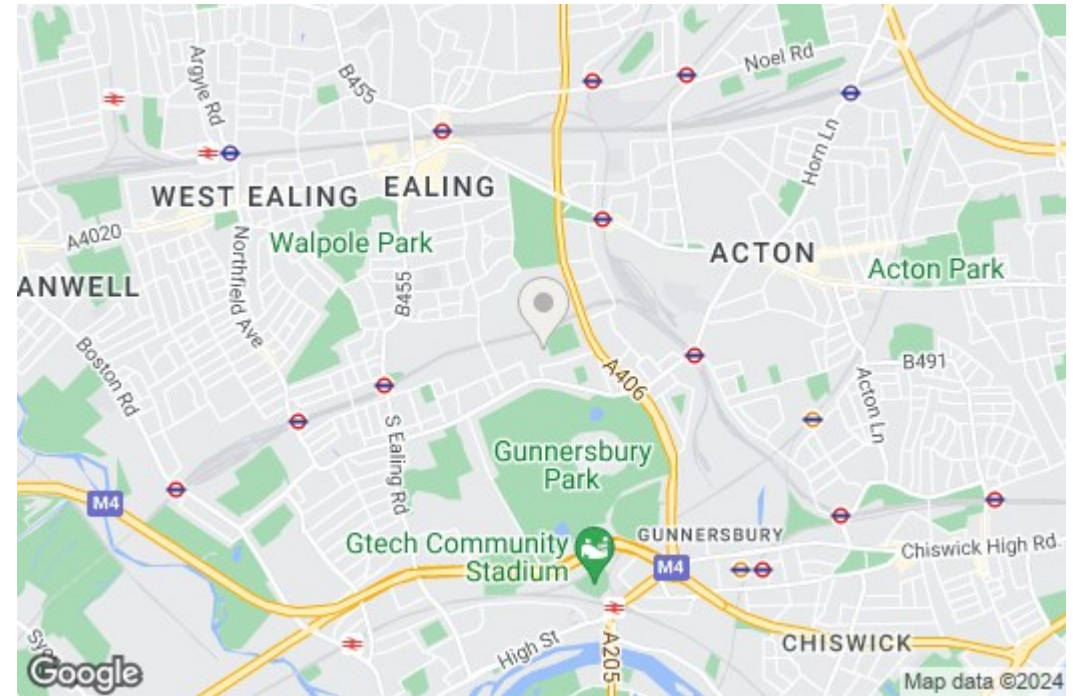 Argyle Rd
B455
Noel Rd
Horn Ln
WEST EALING
EALING
A4020
Northfield Ave
Walpole Park
ACTON
Acton Park
ANWELL
B455
Boston Rd
A406
B491
Acton Ln
S Ealing Rd
Gunnersbury
Park
M4
Gtech Community
Stadium
GUNNERSBURY
Chiswick High Rd.
M4
High St
A205
CHISWICK
Google
Map data ©2024